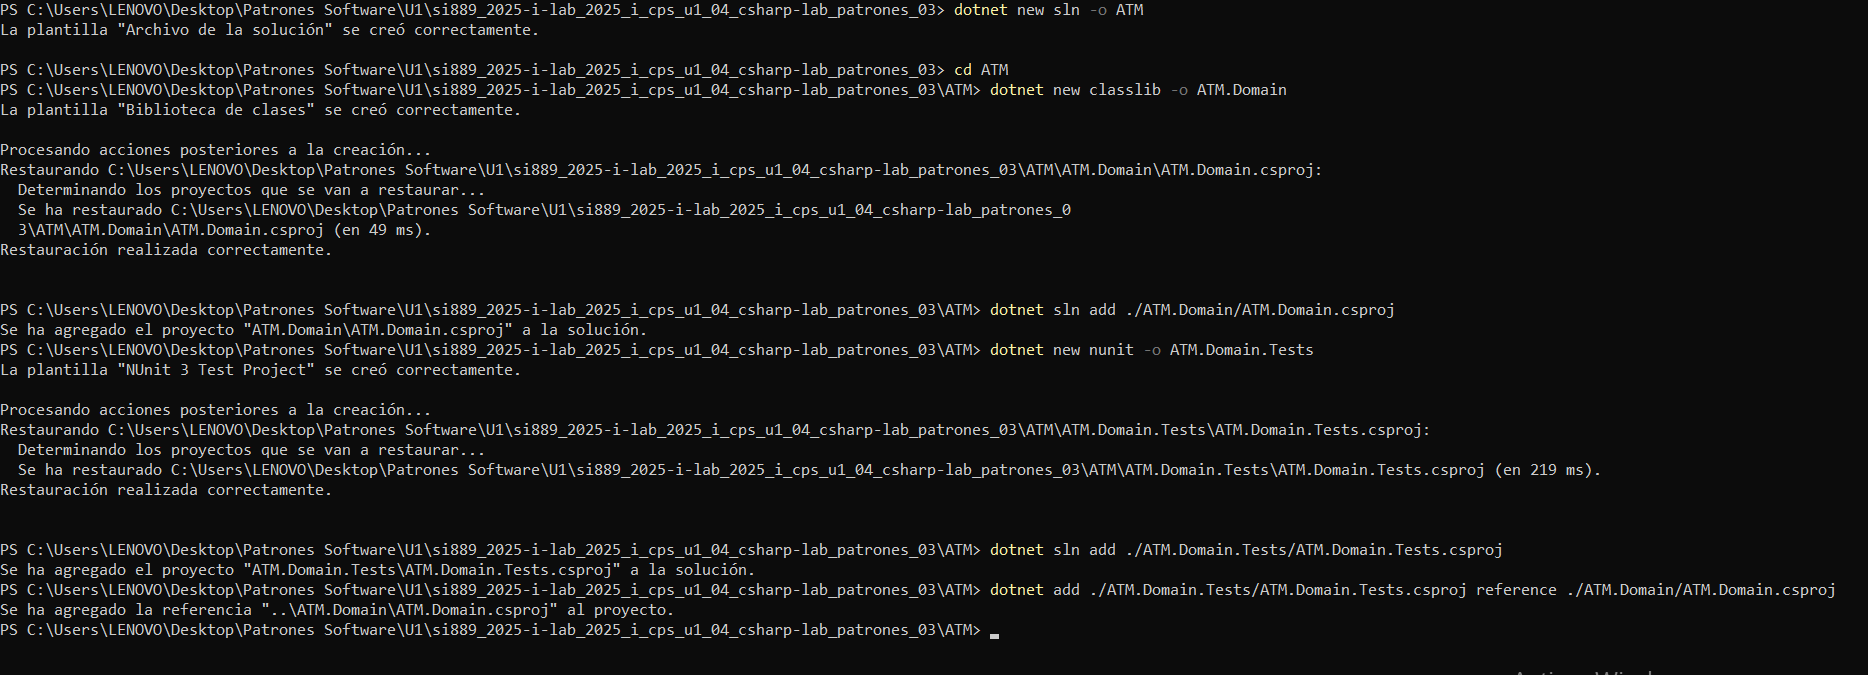 PS C:\Users\LENOVO\Desktop\Patrones Software\U1\si889_2025-i-lab_2025_i_cps_u1_04_csharp-lab_patrones_03> dotnet new sln -o ATM
La plantilla "Archivo de la solución" se creó correctamente.
PS C:\Users\LENOVO\Desktop\Patrones Software\U1\si889_2025-i-lab_2025_i_cps_u1_04_csharp-lab_patrones_03> cd ATM
PS C:\Users\LENOVO\Desktop\Patrones Software\U1\si889_2025-i-lab_2025_i_cps_u1_04_csharp-lab_patrones_03\ATM> dotnet new classlib -o ATM.Domain
La plantilla "Biblioteca de clases" se creó correctamente.
Procesando acciones posteriores a la creación...
Restaurando C:\Users\LENOVO\Desktop\Patrones Software\U1\si889_2025-i-lab_2025_i_cps_u1_04_csharp-lab_patrones_03\ATM\ATM.Domain\ATM.Domain.csproj:
Determinando los proyectos que se van a restaurar...
Se ha restaurado C:\Users\LENOVO\Desktop\Patrones Software\U1\si889_2025-i-lab_2025_i_cps_u1_04_csharp-lab_patrones_0
3\ATM\ATM.Domain\ATM.Domain.csproj (en 49 ms).
Restauración realizada correctamente.
PS C:\Users\LENOVO\Desktop\Patrones Software\U1\si889_2025-i-lab_2025_i_cps_u1_04_csharp-lab_patrones_03\ATM> dotnet sln add ./ATM.Domain/ATM.Domain.csproj
Se ha agregado el proyecto "ATM.Domain\ATM.Domain.csproj" a la solución.
PS C:\Users\LENOVO\Desktop\Patrones Software\U1\si889_2025-i-lab_2025_i_cps_u1_04_csharp-lab_patrones_03\ATM> dotnet new nunit -o ATM.Domain.Tests
La plantilla "NUnit 3 Test Project" se creó correctamente.
Procesando acciones posteriores a la creación...
Restaurando C:\Users\LENOVO\Desktop\Patrones Software\U1\si889_2025-i-lab_2025_i_cps_u1_04_csharp-lab_patrones_03\ATM\ATM.Domain.Tests\ATM.Domain.Tests.csproj:
Determinando los proyectos que se van a restaurar...
Se ha restaurado C:\Users\LENOVO\Desktop\Patrones Software\U1\si889_2025-i-lab_2025_i_cps_u1_04_csharp-lab_patrones_03\ATM\ATM.Domain.Tests\ATM.Domain.Tests.csproj (en 219 ms).
Restauración realizada correctamente.
PS C:\Users\LENOVO\Desktop\Patrones Software\U1\si889_2025-i-lab_2025_i_cps_u1_04_csharp-lab_patrones_03\ATM> dotnet sln add ./ATM.Domain.Tests/ATM.Domain.Tests.csproj
Se ha agregado el proyecto "ATM.Domain.Tests\ATM.Domain.Tests.csproj" a la solución.
PS C:\Users\LENOVO\Desktop\Patrones Software\U1\si889_2025-i-lab_2025_i_cps_u1_04_csharp-lab_patrones_03\ATM> dotnet add ./ATM.Domain.Tests/ATM.Domain.Tests.csproj reference ./ATM.Domain/ATM.Domain.csproj
Se ha agregado la referencia "..\ATM.Domain\ATM.Domain.csproj" al proyecto.
PS C:\Users\LENOVO\Desktop\Patrones Software\U1\si889_2025-i-lab_2025_i_cps_u1_04_csharp-lab_patrones_03\ATM>